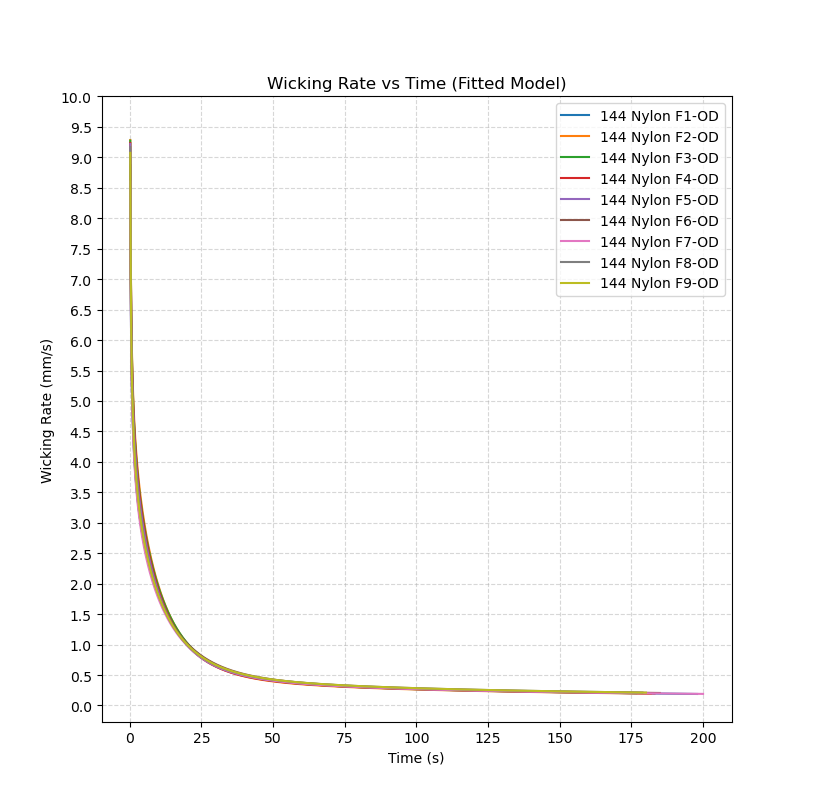 Wicking Rate vs Time (Fitted Model)
10.0
9.5
9.0
8.5
8.0
7.5
7.0
6.5
6.0
5.5
5.0
4.5
4.0
3.5
3.0
2.5
2.0
1.5
1.0
0.5
0.0
Wicking Rate (mm/s)
144 Nylon F1-OD
144 Nylon F2-OD
144 Nylon F3-OD
144 Nylon F4-OD
144 Nylon F5-OD
144 Nylon F6-OD
144 Nylon F7-OD
144 Nylon F8-OD
144 Nylon F9-OD
0 25 50 75 100 125 150 175 200
Time (s)